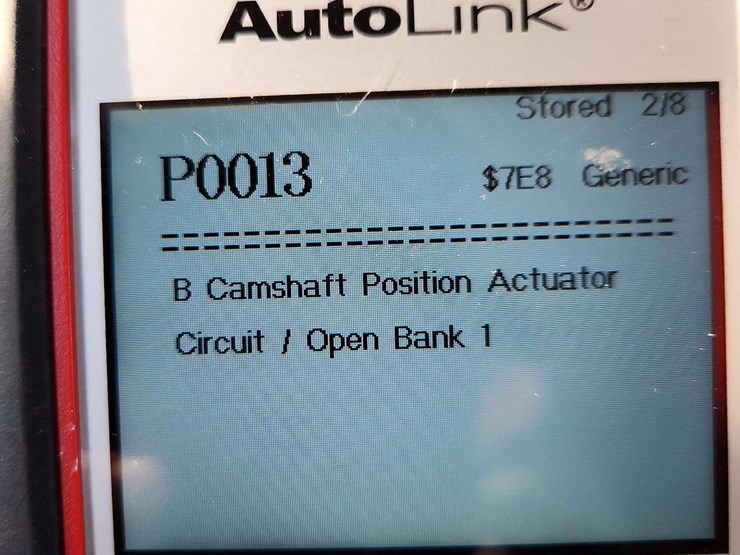 AutoLink®
Stored 2/8
P0013 $7E8 Generic
==========================
B Camshaft Position Actuator
Circuit / Open Bank 1